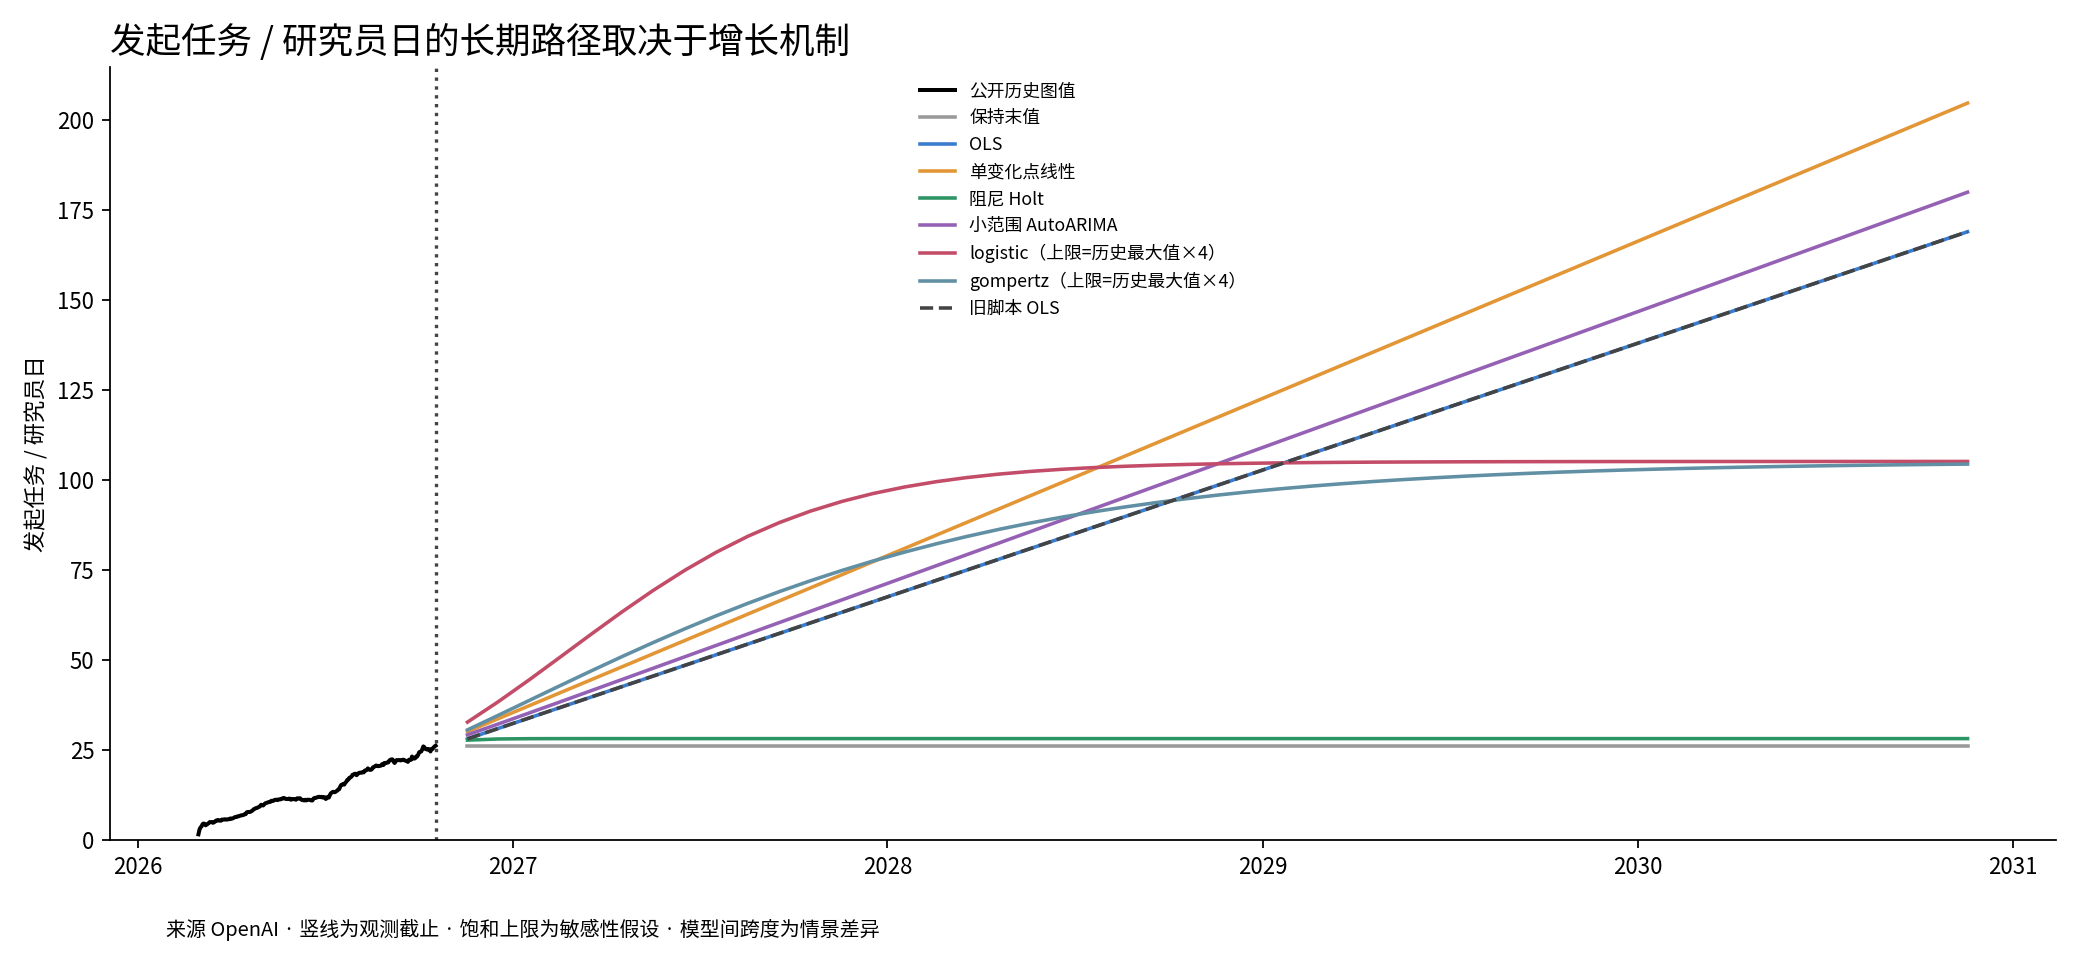 发起任务 / 研究员日的长期路径取决于增长机制
发起任务 / 研究员日
200
175
150
125
100
75
50
25
0
公开历史图值
保持末值
OLS
单变化点线性
阻尼 Holt
小范围 AutoARIMA
logistic（上限=历史最大值×4）
gompertz（上限=历史最大值×4）
旧脚本 OLS
2026 2027 2028 2029 2030 2031
来源 OpenAI · 竖线为观测截止 · 饱和上限为敏感性假设 · 模型间跨度为情景差异